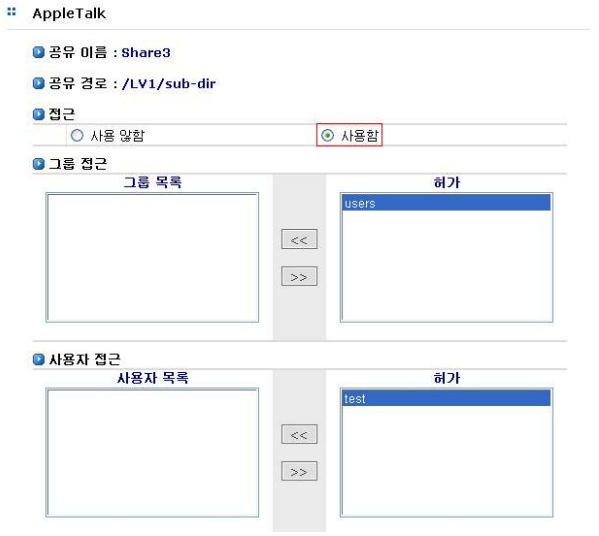 AppleTalk
공유 이름 : Share3
공유 경로 : /LV1/sub-dir
접근
사용 않함 사용함
그룹 접근
그룹 목록 허가
users
<<
>>
사용자 접근
사용자 목록 허가
test
<<
>>